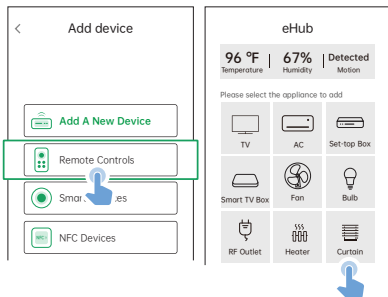 Add device
Add A New Device
Remote Controls
NFC Devices
eHub
96 °F 67% Detected
Temperature Humidity Motion
Please select the appliance to add
TV AC Set-top Box
Smart TV Box Fan Bulb
RF Outlet Heater Curtain